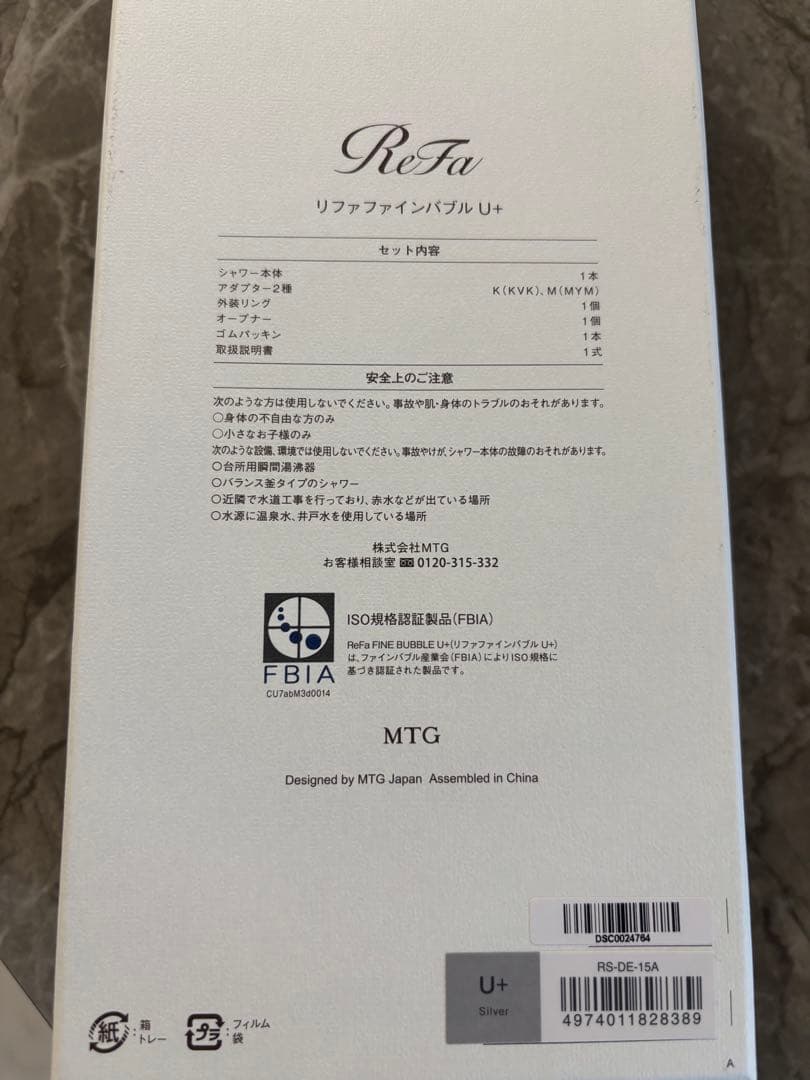 ReFa
リファファインバブル U+
セット内容
シャワー本体 1本
アダプター2種 K(KVK)、M(MYM)
外装リング 1個
オープナー 1個
ゴムパッキン 1本
取扱説明書 1式
安全上のご注意
次のような方は使用しないでください。事故や肌・身体のトラブルのおそれがあります。
○身体の不自由な方のみ
○小さなお子様のみ
次のような設備、環境では使用しないでください。事故やけが、シャワー本体の故障のおそれがあります。
○台所用瞬間湯沸器
○バランス釜タイプのシャワー
○近隣で水道工事を行っており、赤水などが出ている場所
○水源に温泉水、井戸水を使用している場所
株式会社MTG
お客様相談室 0120-315-332
FBIA
CU7abM3d0014
ISO規格認証製品(FBIA)
ReFa FINE BUBBLE U+(リファファインバブル U+)
は、ファインバブル産業会(FBIA)によりISO規格に
基づき認証された製品です。
MTG
Designed by MTG Japan Assembled in China
DSC0024764
U+
Silver
RS-DE-15A
4974011828389
紙:箱
トレー
プラ:フィルム
袋
A